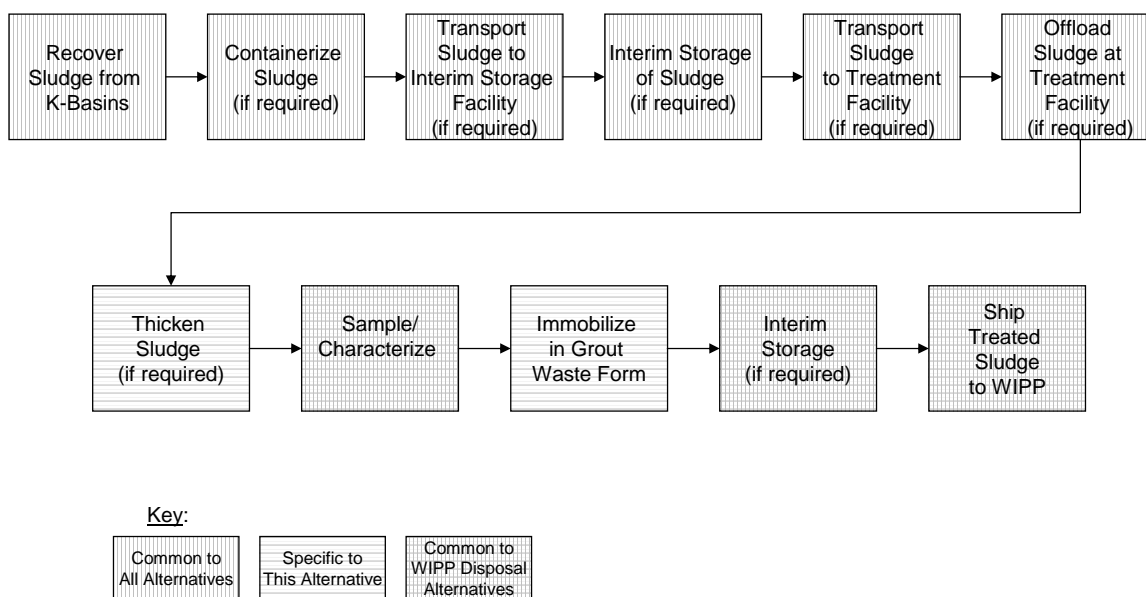 Recover
Sludge from
K-Basins
Containerize
Sludge
(if required)
Transport
Sludge to
Interim Storage
Facility
(if required)
Interim Storage
of Sludge
(if required)
Transport
Sludge
to Treatment
Facility
(if required)
Offload
Sludge at
Treatment
Facility
(if required)
Thicken
Sludge
(if required)
Sample/
Characterize
Immobilize
in Grout
Waste Form
Interim
Storage
(if required)
Ship
Treated
Sludge
to WIPP
Key:
Common to
All Alternatives
Specific to
This Alternative
Common to
WIPP Disposal
Alternatives